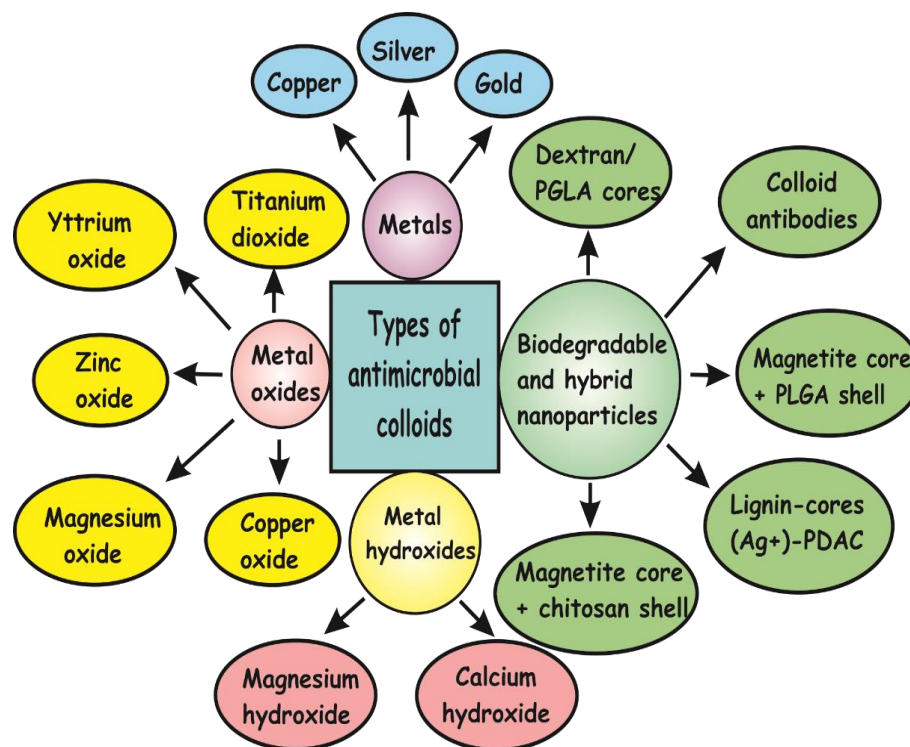 Silver
Copper
Gold
Dextran/
PGLA cores
Colloid
antibodies
Titanium
dioxide
Yttrium
oxide
Metals
Types of
antimicrobial
colloids
Biodegradable
and hybrid
nanoparticles
Metal
oxides
Zinc
oxide
Magnetite core
+ PLGA shell
Magnesium
oxide
Copper
oxide
Metal
hydroxides
Lignin-cores
(Ag+)-PDAC
Magnetite core
+ chitosan shell
Magnesium
hydroxide
Calcium
hydroxide